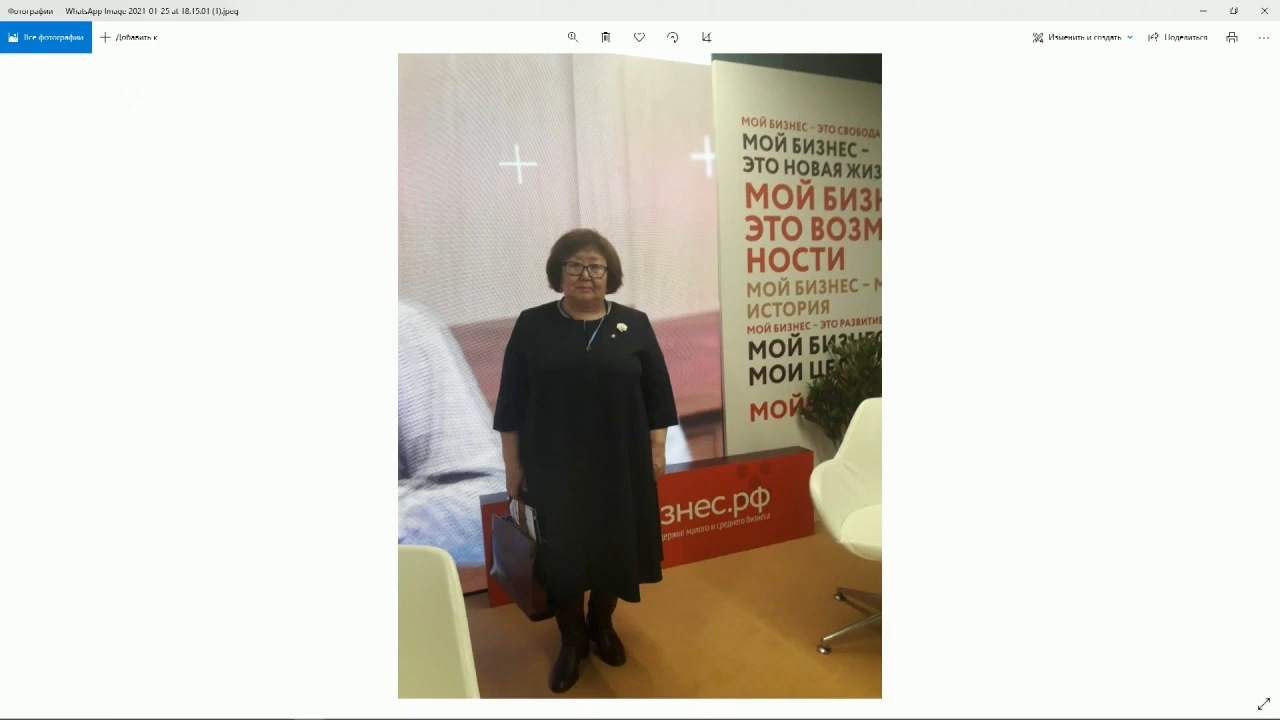 Фотографии - WhatsApp Image 2021-01-25 at 18.15.01 (1).jpeg
Все фотографии
Добавить к
Изменить и создать
Поделиться
МОЙ БИЗНЕС – ЭТО СВОБОДА
МОЙ БИЗНЕС –
ЭТО НОВАЯ ЖИЗ
МОЙ БИЗН
ЭТО ВОЗМ
НОСТИ
МОЙ БИЗНЕС – М
ИСТОРИЯ
МОЙ БИЗНЕС – ЭТО РАЗВИТИЕ
МОЙ БИЗНЕС
МОИ ЦЕ
МОЙ
знес.рф
держке малого и среднего бизнеса